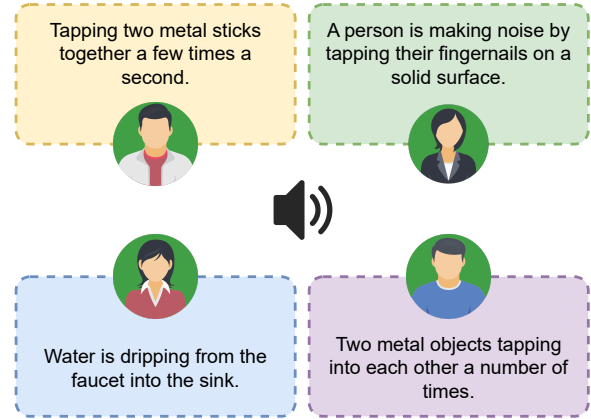 Tapping two metal sticks
together a few times a
second.
A person is making noise by
tapping their fingernails on a
solid surface.
Water is dripping from the
faucet into the sink.
Two metal objects tapping
into each other a number of
times.